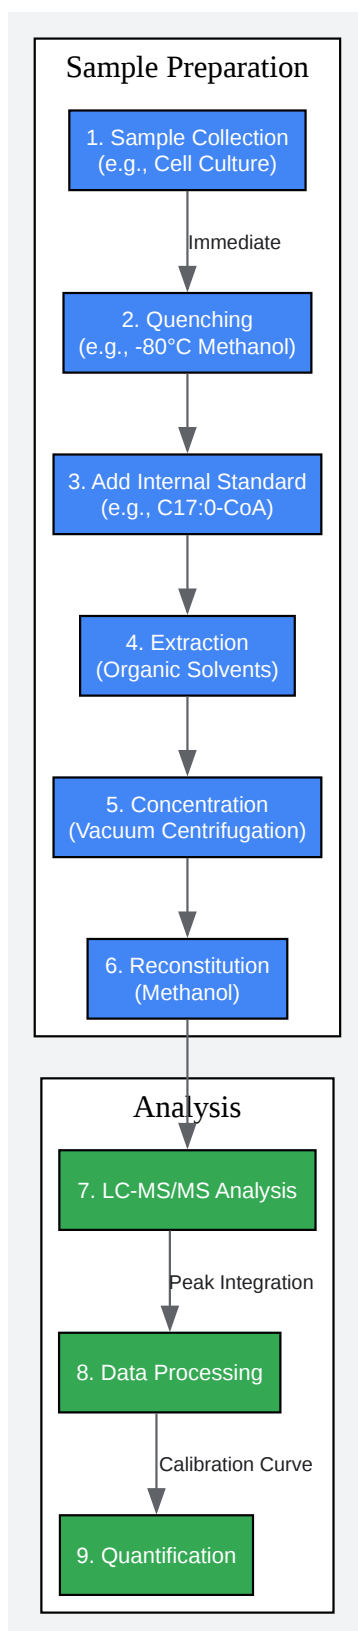 Sample Preparation
1. Sample Collection
(e.g., Cell Culture)
Immediate
2. Quenching
(e.g., -80°C Methanol)
3. Add Internal Standard
(e.g., C17:0-CoA)
4. Extraction
(Organic Solvents)
5. Concentration
(Vacuum Centrifugation)
6. Reconstitution
(Methanol)
Analysis
7. LC-MS/MS Analysis
Peak Integration
8. Data Processing
Calibration Curve
9. Quantification